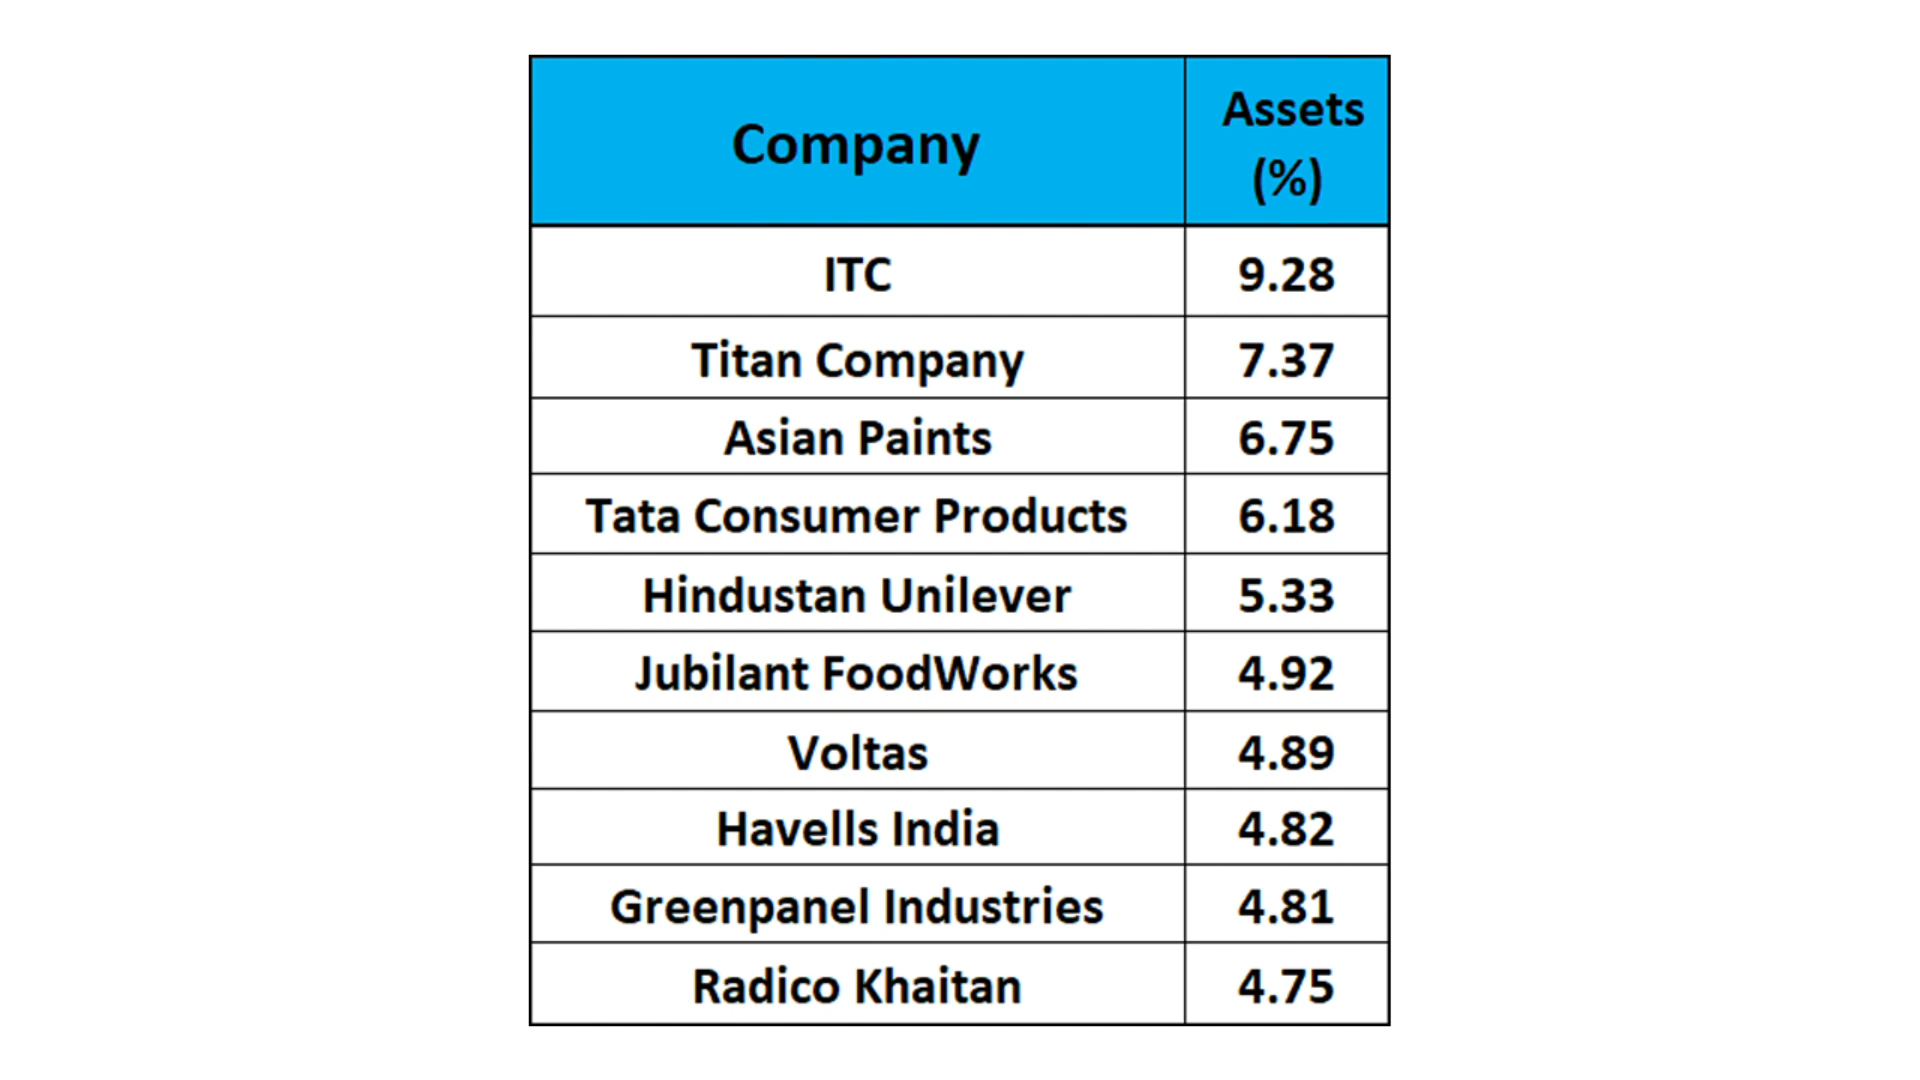 Company Assets
(%)
ITC 9.28
Titan Company 7.37
Asian Paints 6.75
Tata Consumer Products 6.18
Hindustan Unilever 5.33
Jubilant FoodWorks 4.92
Voltas 4.89
Havells India 4.82
Greenpanel Industries 4.81
Radico Khaitan 4.75